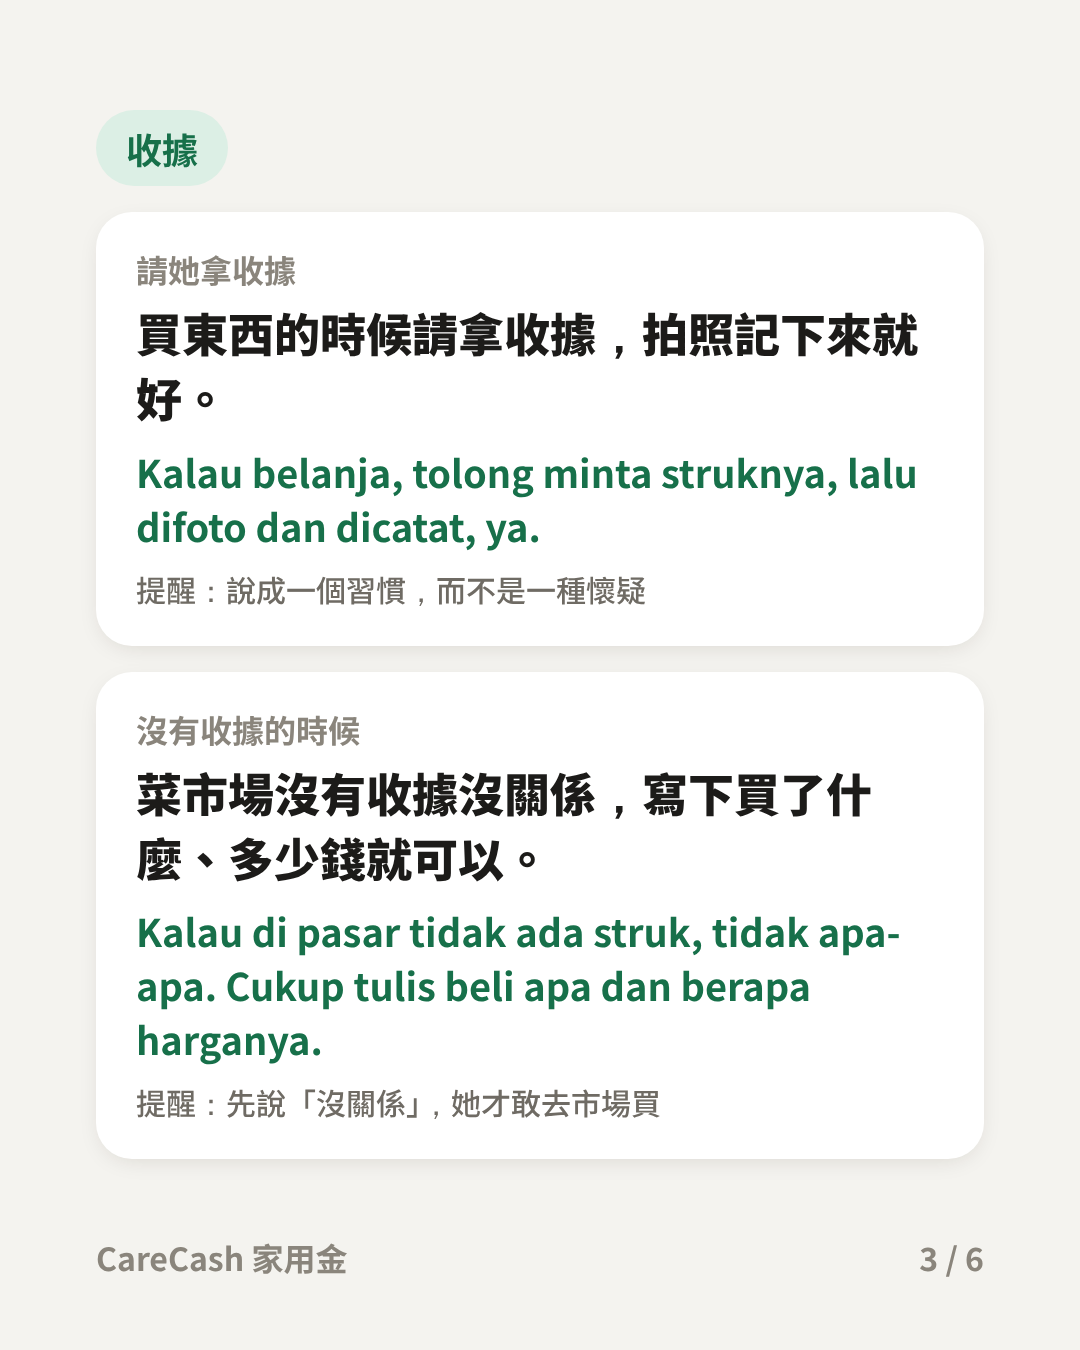 收據
請她拿收據
買東西的時候請拿收據，拍照記下來就
好。
Kalau belanja, tolong minta struknya, lalu
difoto dan dicatat, ya.
提醒：說成一個習慣，而不是一種懷疑
沒有收據的時候
菜市場沒有收據沒關係，寫下買了什
麼、多少錢就可以。
Kalau di pasar tidak ada struk, tidak apa-
apa. Cukup tulis beli apa dan berapa
harganya.
提醒：先說「沒關係」，她才敢去市場買
CareCash 家用金
3 / 6